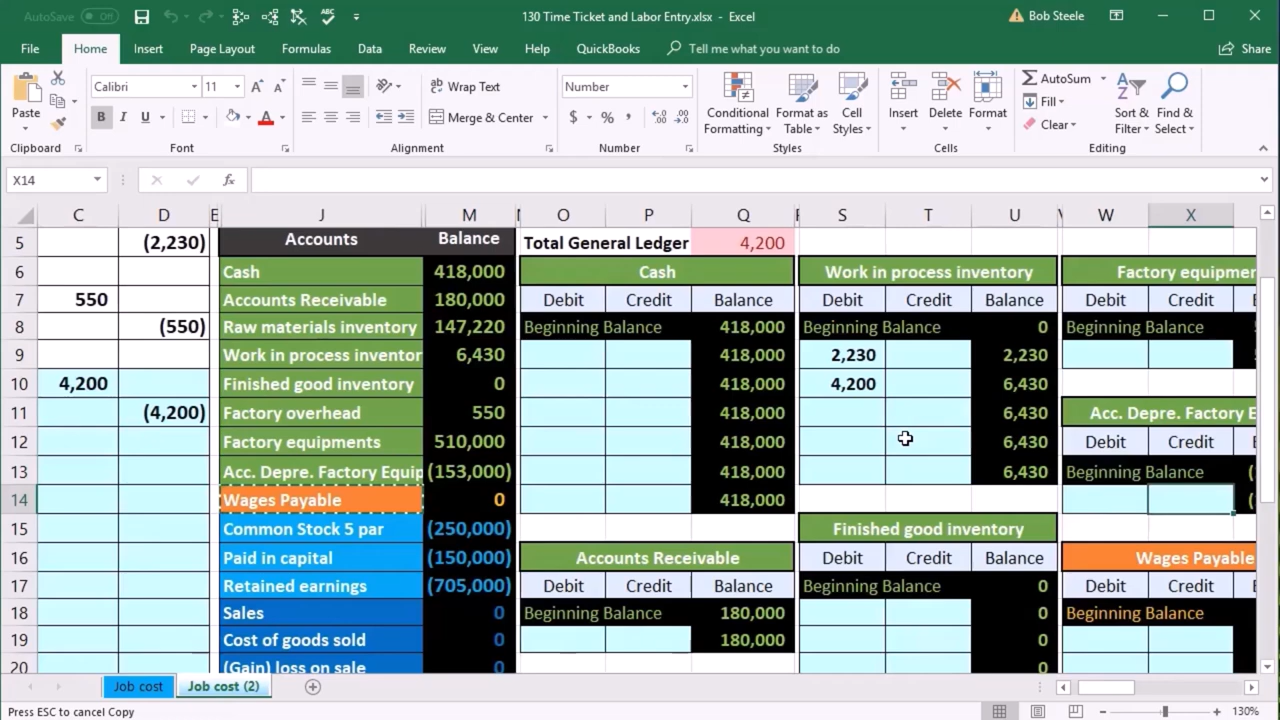 AutoSave Off 130 Time Ticket and Labor Entry.xlsx - Excel Bob Steele
File Home Insert Page Layout Formulas Data Review View Help QuickBooks Tell me what you want to do Share
Paste Calibri 11 Wrap Text Number Conditional Formatting Format as Table Cell Styles Insert Delete Format AutoSum Sort & Filter Find & Select
B I U A Merge & Center $ % , Fill
Clear
Clipboard Font Alignment Number Styles Cells Editing
X14 fx
C D E J M O P Q S T U W X
5 (2,230) Accounts Balance Total General Ledger 4,200
6 Cash 418,000 Cash Work in process inventory Factory equipmen
7 550 Accounts Receivable 180,000 Debit Credit Balance Debit Credit Balance Debit Credit
8 (550) Raw materials inventory 147,220 Beginning Balance 418,000 Beginning Balance 0 Beginning Balance
9 Work in process inventor 6,430 418,000 2,230 2,230
10 4,200 Finished good inventory 0 418,000 4,200 6,430
11 (4,200) Factory overhead 550 418,000 6,430 Acc. Depre. Factory E
12 Factory equipments 510,000 418,000 6,430 Debit Credit
13 Acc. Depre. Factory Equip (153,000) 418,000 6,430 Beginning Balance (
14 Wages Payable 0 418,000 (
15 Common Stock 5 par (250,000) Finished good inventory
16 Paid in capital (150,000) Accounts Receivable Debit Credit Balance Wages Payable
17 Retained earnings (705,000) Debit Credit Balance Beginning Balance 0 Debit Credit
18 Sales 0 Beginning Balance 180,000 0 Beginning Balance
19 Cost of goods sold 0 180,000 0
20 (Gain) loss on sale 0 0
Job cost Job cost (2)
Press ESC to cancel Copy 130%